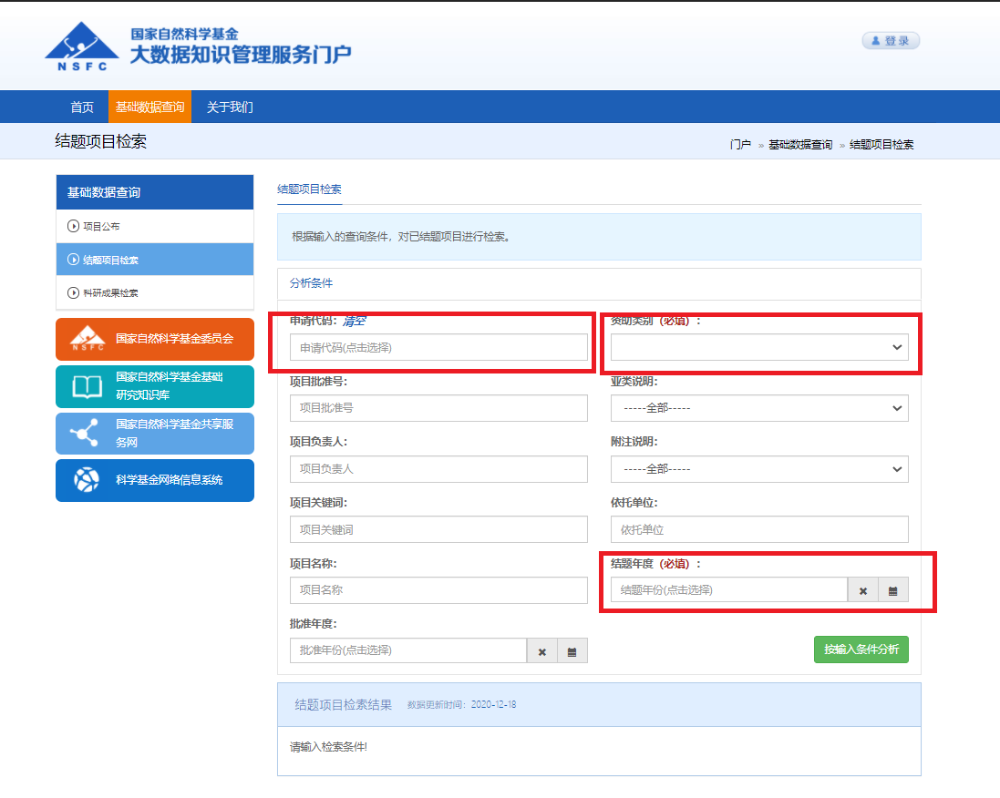 国家自然科学基金
大数据知识管理服务门户
NSFC
登录
首页 基础数据查询 关于我们
结题项目检索
门户 » 基础数据查询 » 结题项目检索
基础数据查询
项目公布
结题项目检索
科研成果检索
NSFC
国家自然科学基金委员会
国家自然科学基金基础
研究知识库
国家自然科学基金共享服
务网
科学基金网络信息系统
结题项目检索
根据输入的查询条件，对已结题项目进行检索。
分析条件
申请代码：清空
申请代码(点击选择)
资助类别（必填）：
项目批准号：
项目批准号
亚类说明：
-----全部-----
项目负责人：
项目负责人
附注说明：
-----全部-----
项目关键词：
项目关键词
依托单位：
依托单位
项目名称：
项目名称
结题年度（必填）：
结题年份(点击选择)
批准年度：
批准年份(点击选择)
按输入条件分析
结题项目检索结果 数据更新时间：2020-12-18
请输入检索条件!